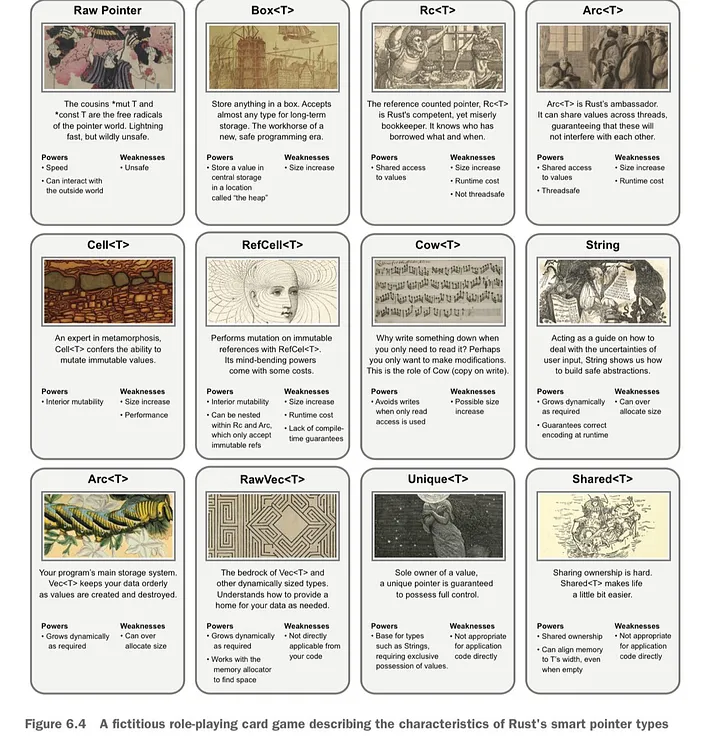 Raw Pointer
The cousins *mut T and
*const T are the free radicals
of the pointer world. Lightning
fast, but wildly unsafe.
Powers
• Speed
• Can interact with
the outside world
Weaknesses
• Unsafe
Box<T>
Store anything in a box. Accepts
almost any type for long-term
storage. The workhorse of a
new, safe programming era.
Powers
• Store a value in
central storage
in a location
called "the heap"
Weaknesses
• Size increase
Rc<T>
The reference counted pointer, Rc<T>
is Rust's competent, yet miserly
bookkeeper. It knows who has
borrowed what and when.
Powers
• Shared access
to values
Weaknesses
• Size increase
• Runtime cost
• Not threadsafe
Arc<T>
Arc<T> is Rust's ambassador.
It can share values across threads,
guaranteeing that these will
not interfere with each other.
Powers
• Shared access
to values
• Threadsafe
Weaknesses
• Size increase
• Runtime cost
Cell<T>
An expert in metamorphosis,
Cell<T> confers the ability to
mutate immutable values.
Powers
• Interior mutability
Weaknesses
• Size increase
• Performance
RefCell<T>
Performs mutation on immutable
references with RefCel<T>.
Its mind-bending powers
come with some costs.
Powers
• Interior mutability
• Can be nested
within Rc and Arc,
which only accept
immutable refs
Weaknesses
• Size increase
• Runtime cost
• Lack of compile-
time guarantees
Cow<T>
Why write something down when
you only need to read it? Perhaps
you only want to make modifications.
This is the role of Cow (copy on write).
Powers
• Avoids writes
when only read
access is used
Weaknesses
• Possible size
increase
String
Acting as a guide on how to
deal with the uncertainties of
user input, String shows us how
to build safe abstractions.
Powers
• Grows dynamically
as required
• Guarantees correct
encoding at runtime
Weaknesses
• Can over
allocate size
Arc<T>
Your program's main storage system.
Vec<T> keeps your data orderly
as values are created and destroyed.
Powers
• Grows dynamically
as required
Weaknesses
• Can over
allocate size
RawVec<T>
The bedrock of Vec<T> and
other dynamically sized types.
Understands how to provide a
home for your data as needed.
Powers
• Grows dynamically
as required
• Works with the
memory allocator
to find space
Weaknesses
• Not directly
applicable from
your code
Unique<T>
Sole owner of a value,
a unique pointer is guaranteed
to possess full control.
Powers
• Base for types
such as Strings,
requiring exclusive
possession of values.
Weaknesses
• Not appropriate
for application
code directly
Shared<T>
Sharing ownership is hard.
Shared<T> makes life
a little bit easier.
Powers
• Shared ownership
• Can align memory
to T's width, even
when empty
Weaknesses
• Not appropriate
for application
code directly
Figure 6.4 A fictitious role-playing card game describing the characteristics of Rust's smart pointer types